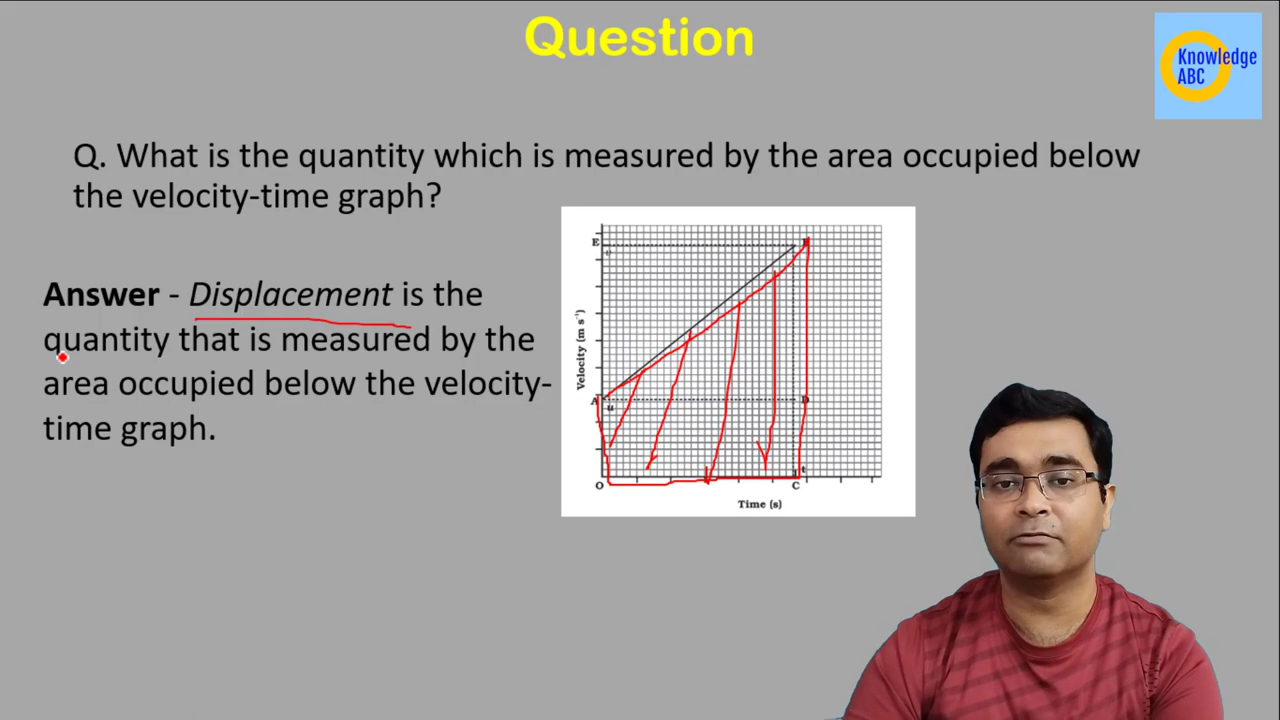 Question
Knowledge
ABC
Q. What is the quantity which is measured by the area occupied below
the velocity-time graph?
Answer - Displacement is the
quantity that is measured by the
area occupied below the velocity-
time graph.
E
A
u
D
Velocity (m s⁻¹)
t
O
C
Time (s)